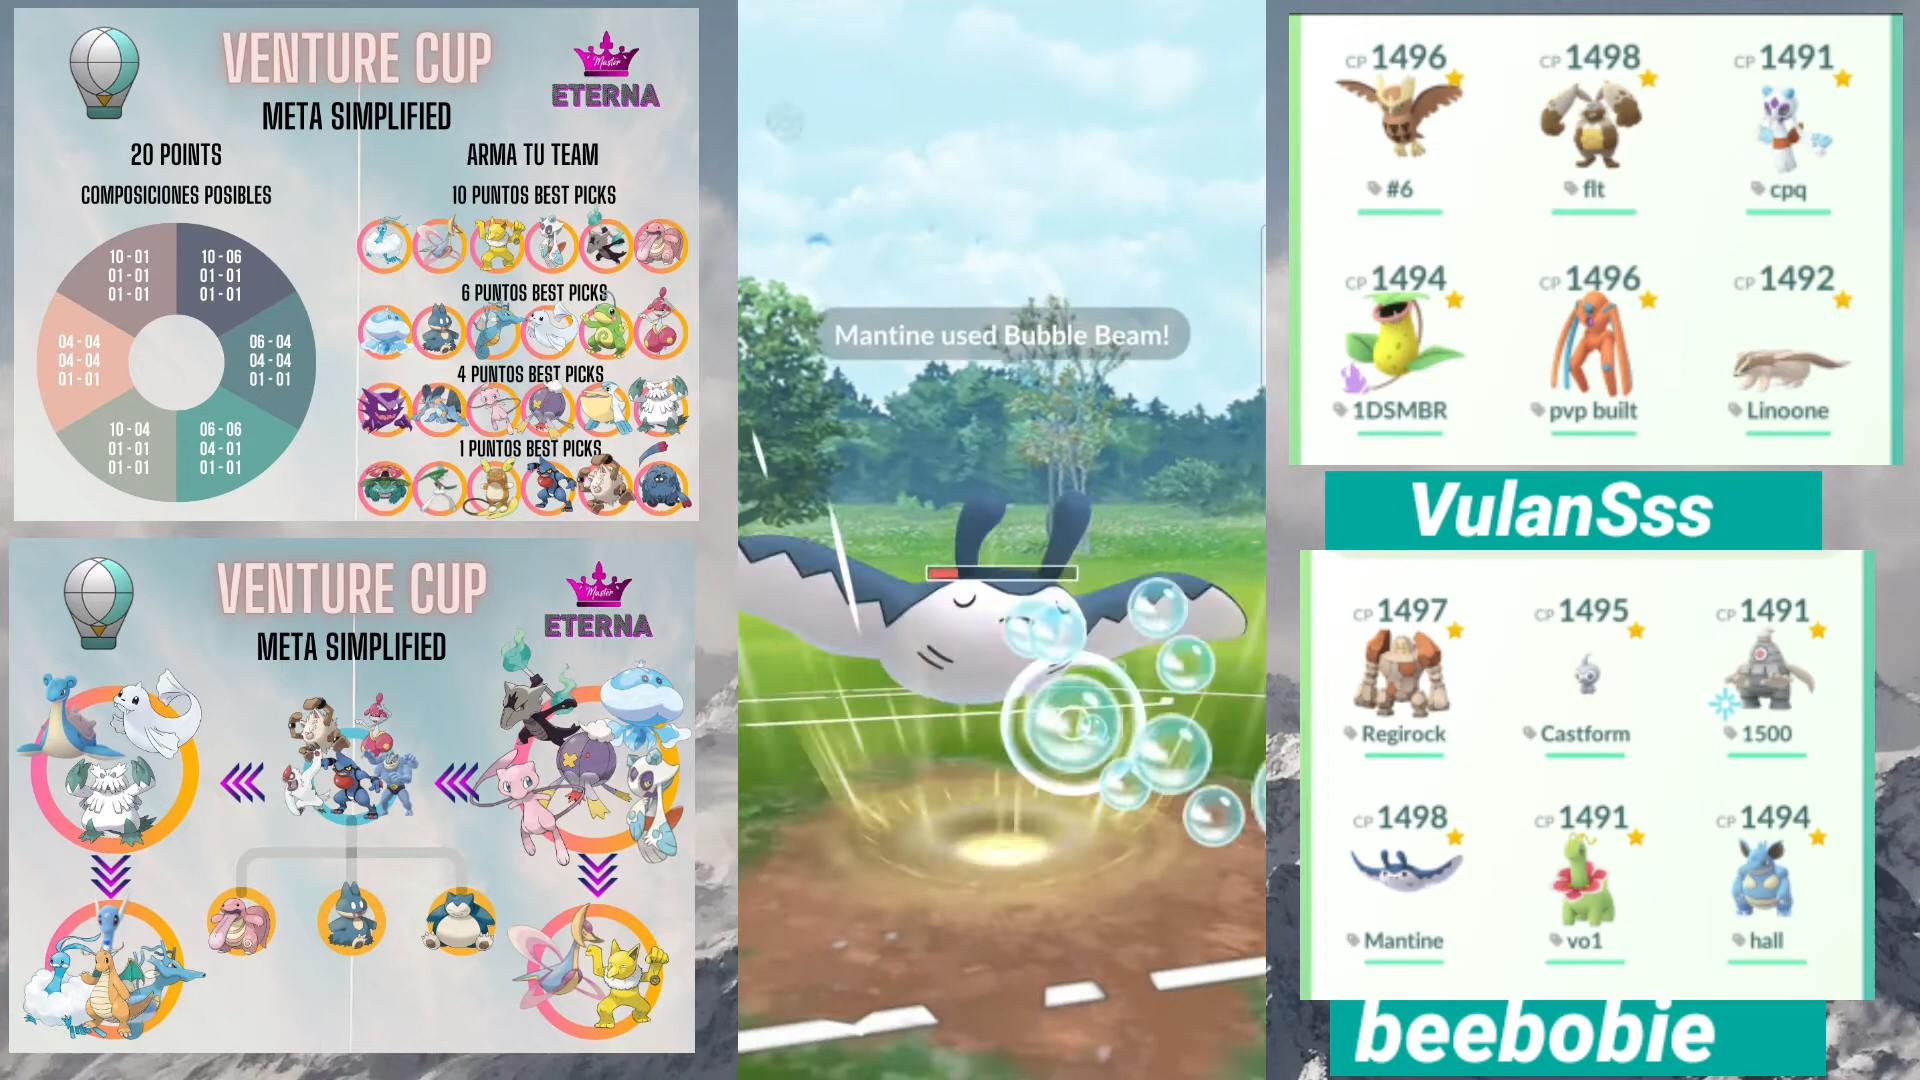 VENTURE CUP
META SIMPLIFIED
Master
ETERNA
20 POINTS
COMPOSICIONES POSIBLES
10 - 01
01 - 01
01 - 01
10 - 06
01 - 01
01 - 01
04 - 04
04 - 04
01 - 01
06 - 04
04 - 04
01 - 01
10 - 04
01 - 01
01 - 01
06 - 06
04 - 01
01 - 01
ARMA TU TEAM
10 PUNTOS BEST PICKS
6 PUNTOS BEST PICKS
4 PUNTOS BEST PICKS
1 PUNTOS BEST PICKS
VENTURE CUP
META SIMPLIFIED
Master
ETERNA
Mantine used Bubble Beam!
CP 1496
CP 1498
CP 1491
#6
flt
cpq
CP 1494
CP 1496
CP 1492
1DSMBR
pvp built
Linoone
VulanSss
CP 1497
CP 1495
CP 1491
Regirock
Castform
1500
CP 1498
CP 1491
CP 1494
Mantine
vo1
hall
beebobie